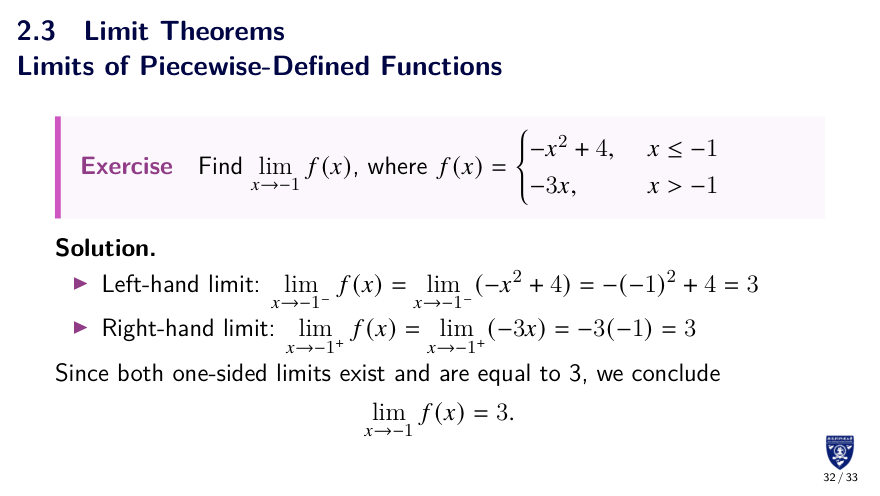 2.3 Limit Theorems
Limits of Piecewise-Defined Functions
Exercise Find lim_{x→−1} f(x), where f(x) = { −x² + 4, x ≤ −1
−3x, x > −1
Solution.
▶ Left-hand limit: lim_{x→−1⁻} f(x) = lim_{x→−1⁻} (−x² + 4) = −(−1)² + 4 = 3
▶ Right-hand limit: lim_{x→−1⁺} f(x) = lim_{x→−1⁺} (−3x) = −3(−1) = 3
Since both one-sided limits exist and are equal to 3, we conclude
lim_{x→−1} f(x) = 3.
32 / 33